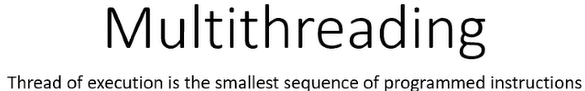 Multithreading
Thread of execution is the smallest sequence of programmed instructions